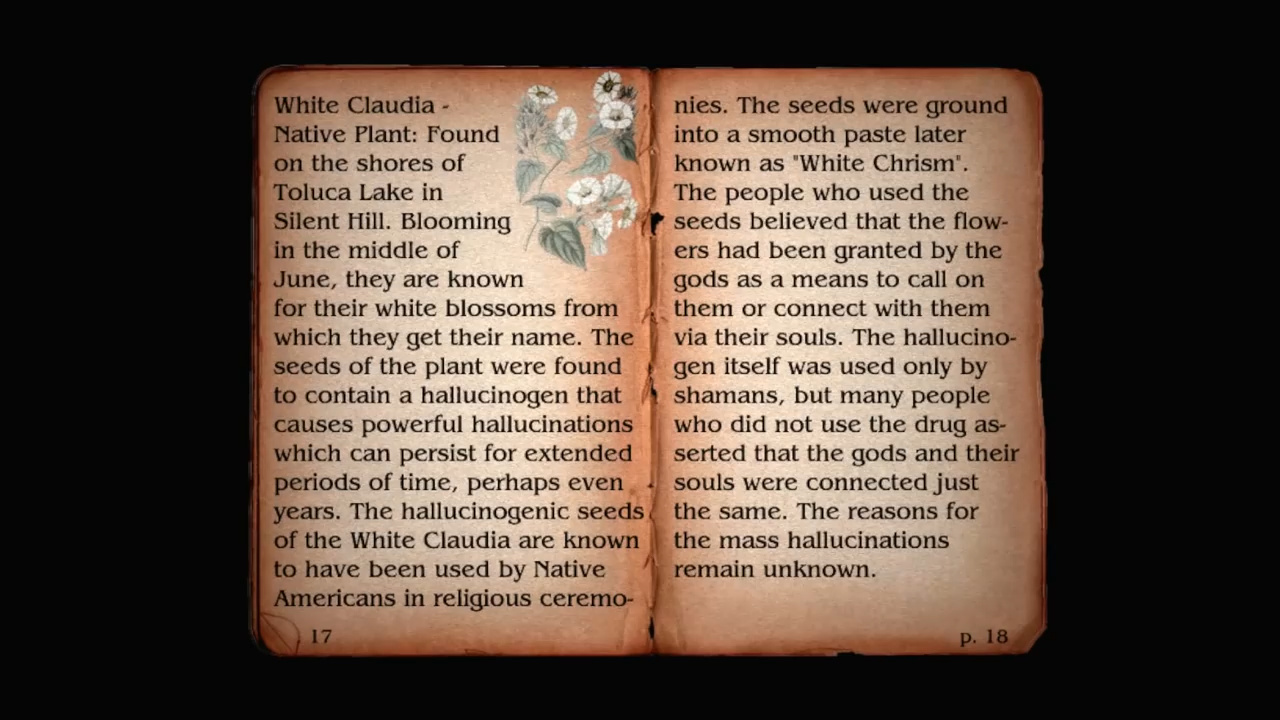 White Claudia -
Native Plant: Found
on the shores of
Toluca Lake in
Silent Hill. Blooming
in the middle of
June, they are known
for their white blossoms from
which they get their name. The
seeds of the plant were found
to contain a hallucinogen that
causes powerful hallucinations
which can persist for extended
periods of time, perhaps even
years. The hallucinogenic seeds
of the White Claudia are known
to have been used by Native
Americans in religious ceremo-
17
nies. The seeds were ground
into a smooth paste later
known as "White Chrism".
The people who used the
seeds believed that the flow-
ers had been granted by the
gods as a means to call on
them or connect with them
via their souls. The hallucino-
gen itself was used only by
shamans, but many people
who did not use the drug as-
serted that the gods and their
souls were connected just
the same. The reasons for
the mass hallucinations
remain unknown.
p. 18